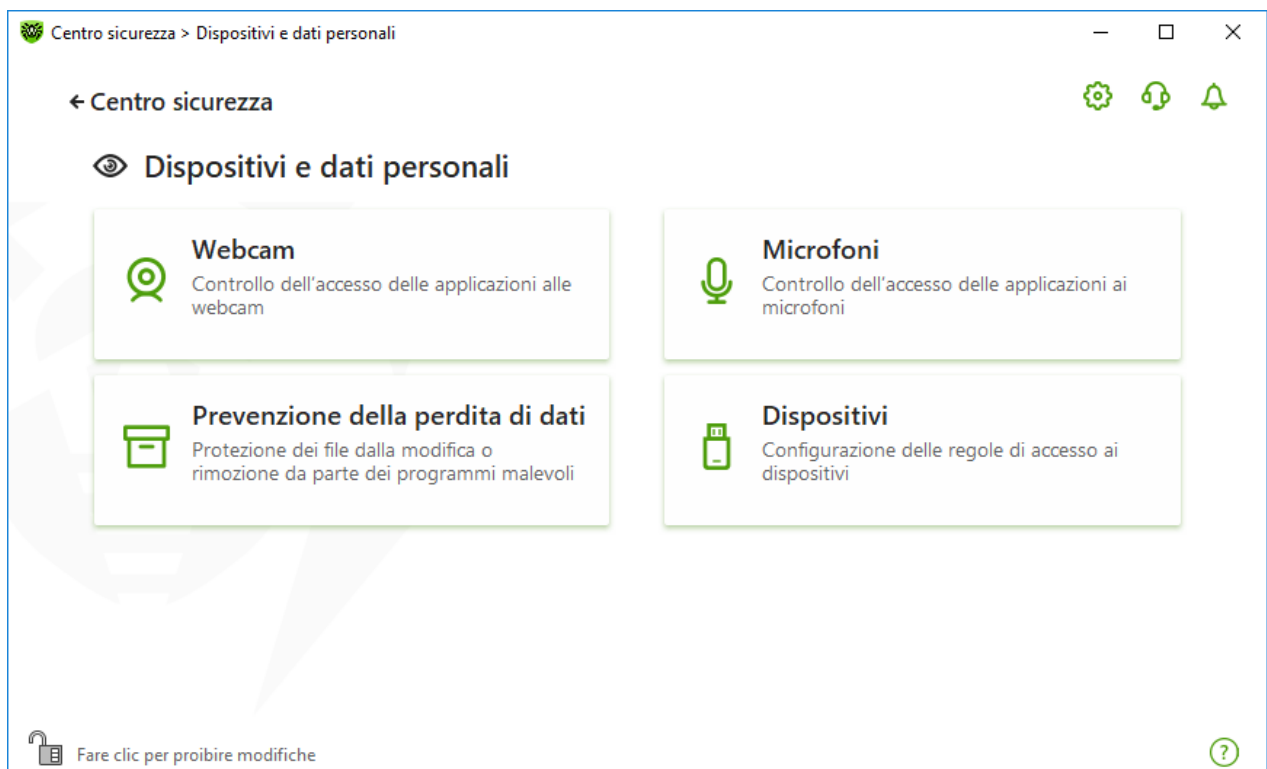 Centro sicurezza > Dispositivi e dati personali
Centro sicurezza
Dispositivi e dati personali
Webcam
Controllo dell'accesso delle applicazioni alle
webcam
Microfoni
Controllo dell'accesso delle applicazioni ai
microfoni
Prevenzione della perdita di dati
Protezione dei file dalla modifica o
rimozione da parte dei programmi malevoli
Dispositivi
Configurazione delle regole di accesso ai
dispositivi
Fare clic per proibire modifiche
?